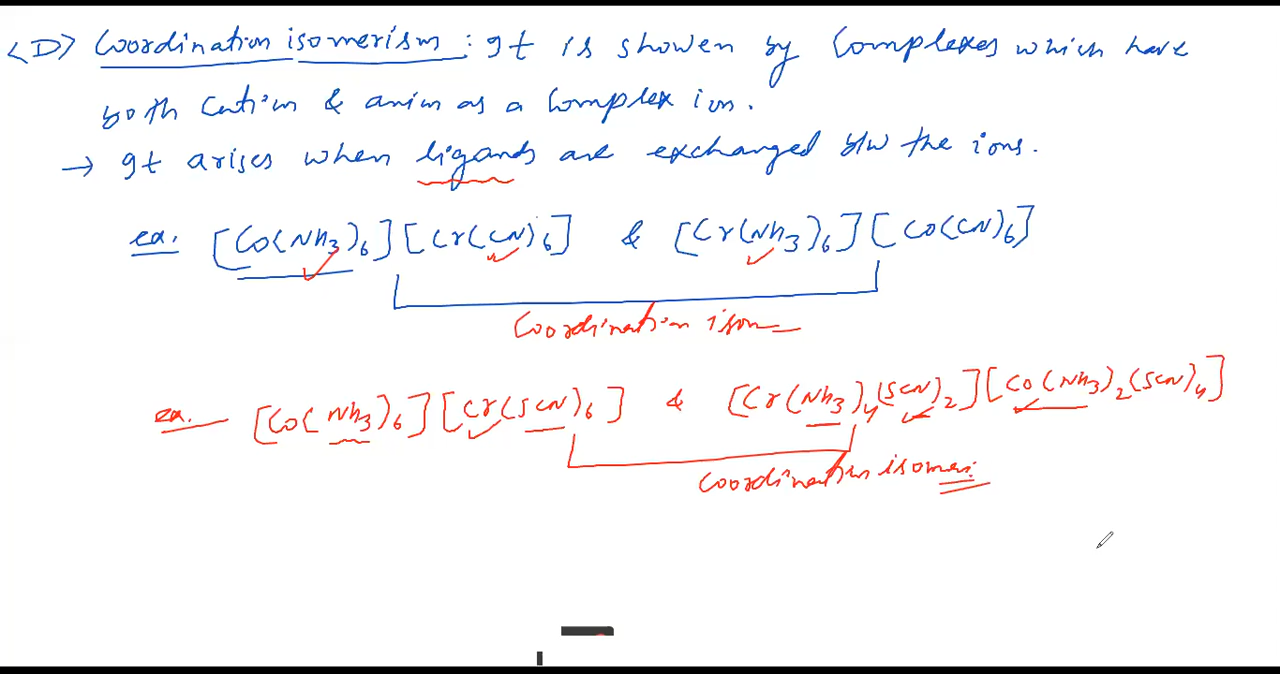 (D) Coordination isomerism : It is showen by Complexes which have
both Cation & anion as a Complex ion.
→ It arises when ligands are exchanged b/w the ions.
ex. [Co(NH3)6][Cr(CN)6] & [Cr(NH3)6][Co(CN)6]
Coordination isom
ex. [Co(NH3)6][Cr(SCN)6] & [Cr(NH3)4(SCN)2][Co(NH3)2(SCN)4]
Coordination isomer